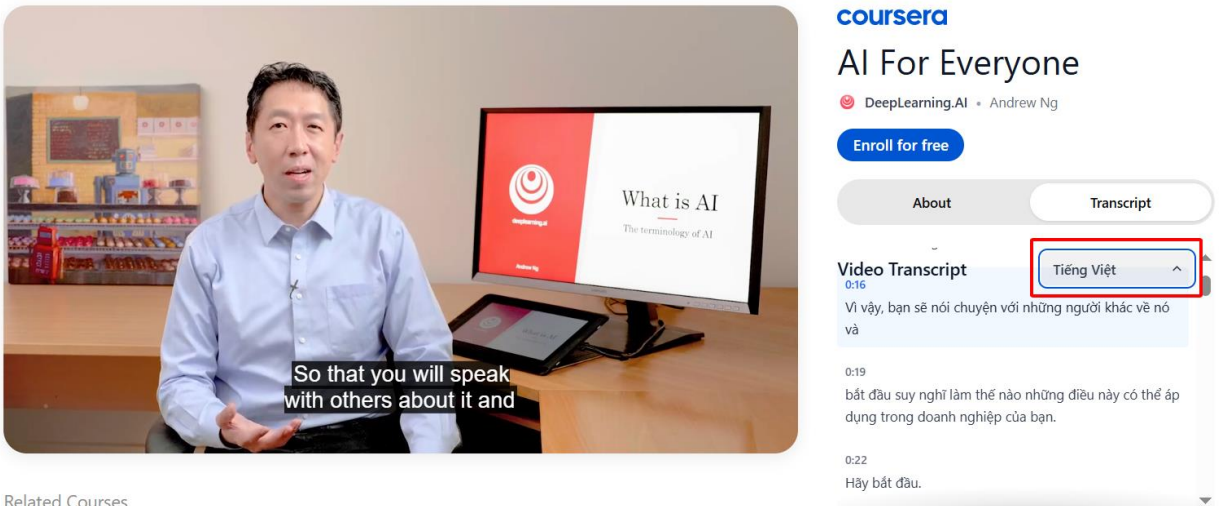 deeplearning.ai
What is AI
The terminology of AI
Andrew Ng
So that you will speak
with others about it and
Related Courses
coursera
AI For Everyone
DeepLearning.AI • Andrew Ng
Enroll for free
About
Transcript
Video Transcript
Tiếng Việt
0:16
Vì vậy, bạn sẽ nói chuyện với những người khác về nó
và
0:19
bắt đầu suy nghĩ làm thế nào những điều này có thể áp
dụng trong doanh nghiệp của bạn.
0:22
Hãy bắt đầu.